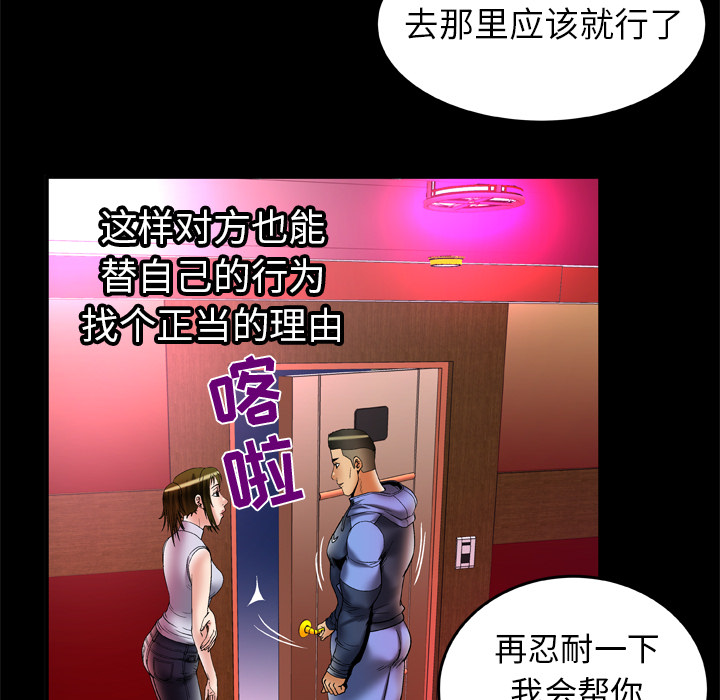 去那里应该就行了
这样对方也能
替自己的行为
找个正当的理由
喀
啦
再忍耐一下
我会帮你